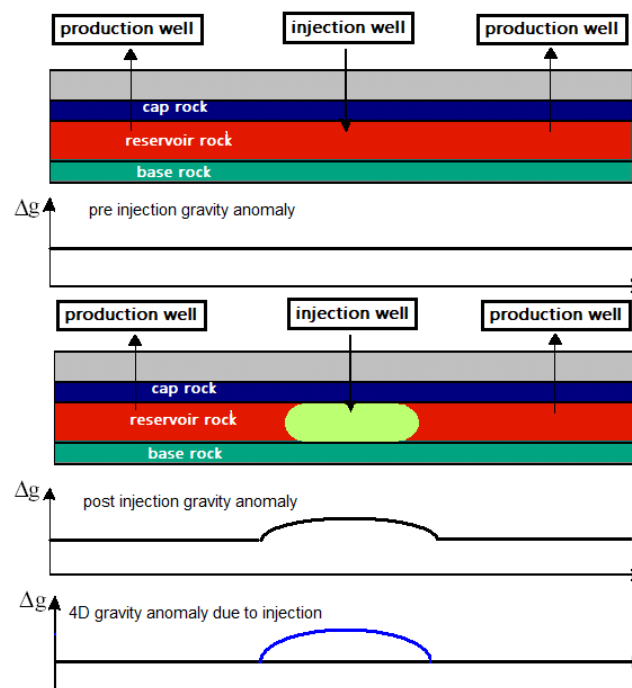 production well
injection well
production well
cap rock
reservoir rock
base rock
Δg
pre injection gravity anomaly
production well
injection well
production well
cap rock
reservoir rock
base rock
Δg
post injection gravity anomaly
Δg
4D gravity anomaly due to injection